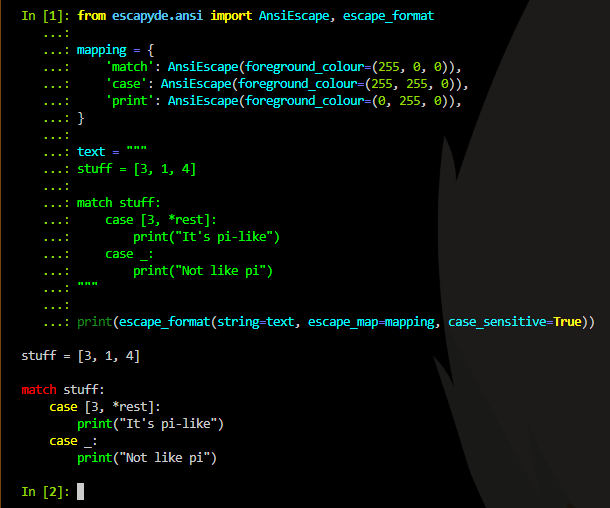 In [1]: from escapyde.ansi import AnsiEscape, escape_format
   ...:
   ...: mapping = {
   ...:     'match': AnsiEscape(foreground_colour=(255, 0, 0)),
   ...:     'case': AnsiEscape(foreground_colour=(255, 255, 0)),
   ...:     'print': AnsiEscape(foreground_colour=(0, 255, 0)),
   ...: }
   ...:
   ...: text = """
   ...: stuff = [3, 1, 4]
   ...:
   ...: match stuff:
   ...:     case [3, *rest]:
   ...:         print("It's pi-like")
   ...:     case _:
   ...:         print("Not like pi")
   ...: """
   ...:
   ...: print(escape_format(string=text, escape_map=mapping, case_sensitive=True))

stuff = [3, 1, 4]

match stuff:
    case [3, *rest]:
        print("It's pi-like")
    case _:
        print("Not like pi")

In [2]: